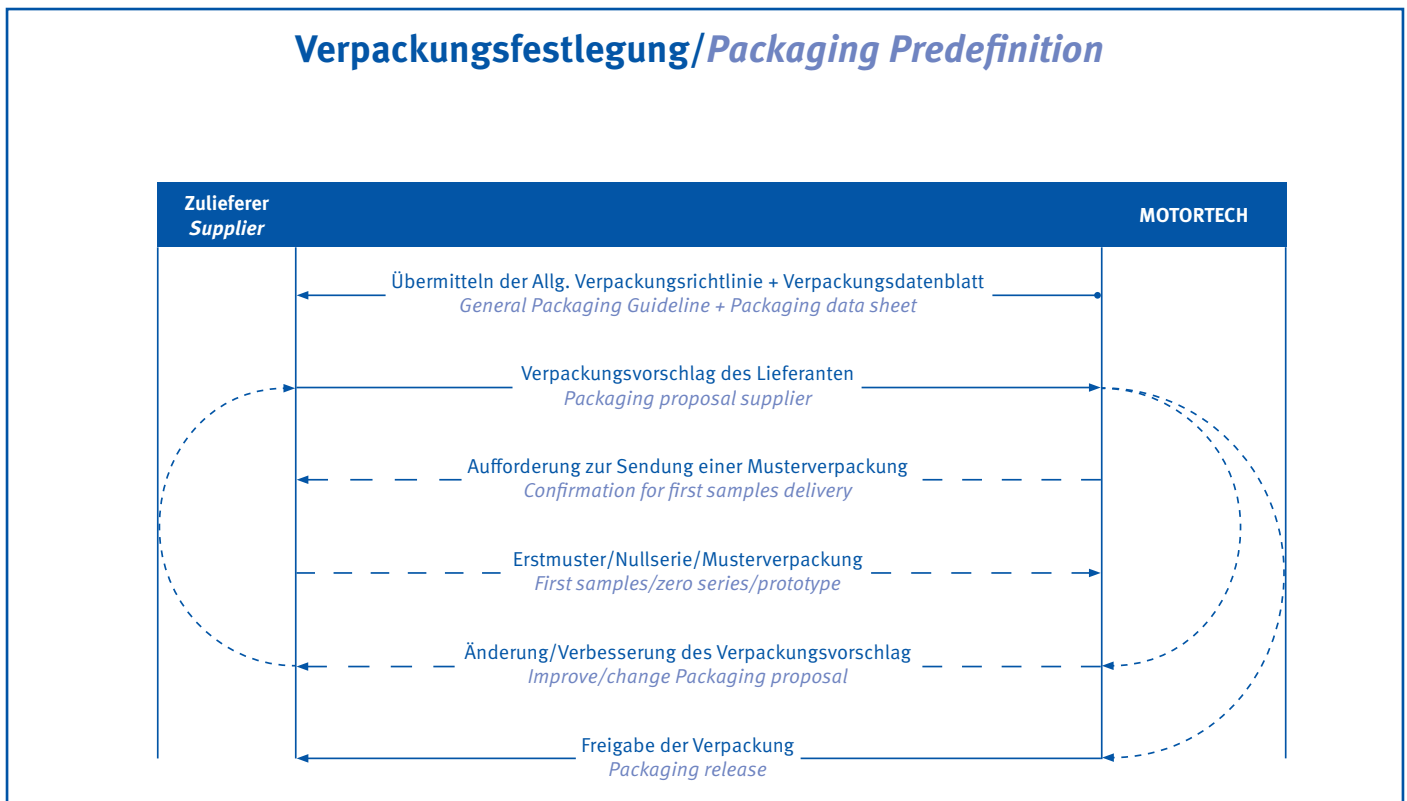 Verpackungsfestlegung/Packaging Predefinition
Zulieferer
Supplier
MOTORTECH
Übermitteln der Allg. Verpackungsrichtlinie + Verpackungsdatenblatt
General Packaging Guideline + Packaging data sheet
Verpackungsvorschlag des Lieferanten
Packaging proposal supplier
Aufforderung zur Sendung einer Musterverpackung
Confirmation for first samples delivery
Erstmuster/Nullserie/Musterverpackung
First samples/zero series/prototype
Änderung/Verbesserung des Verpackungsvorschlag
Improve/change Packaging proposal
Freigabe der Verpackung
Packaging release